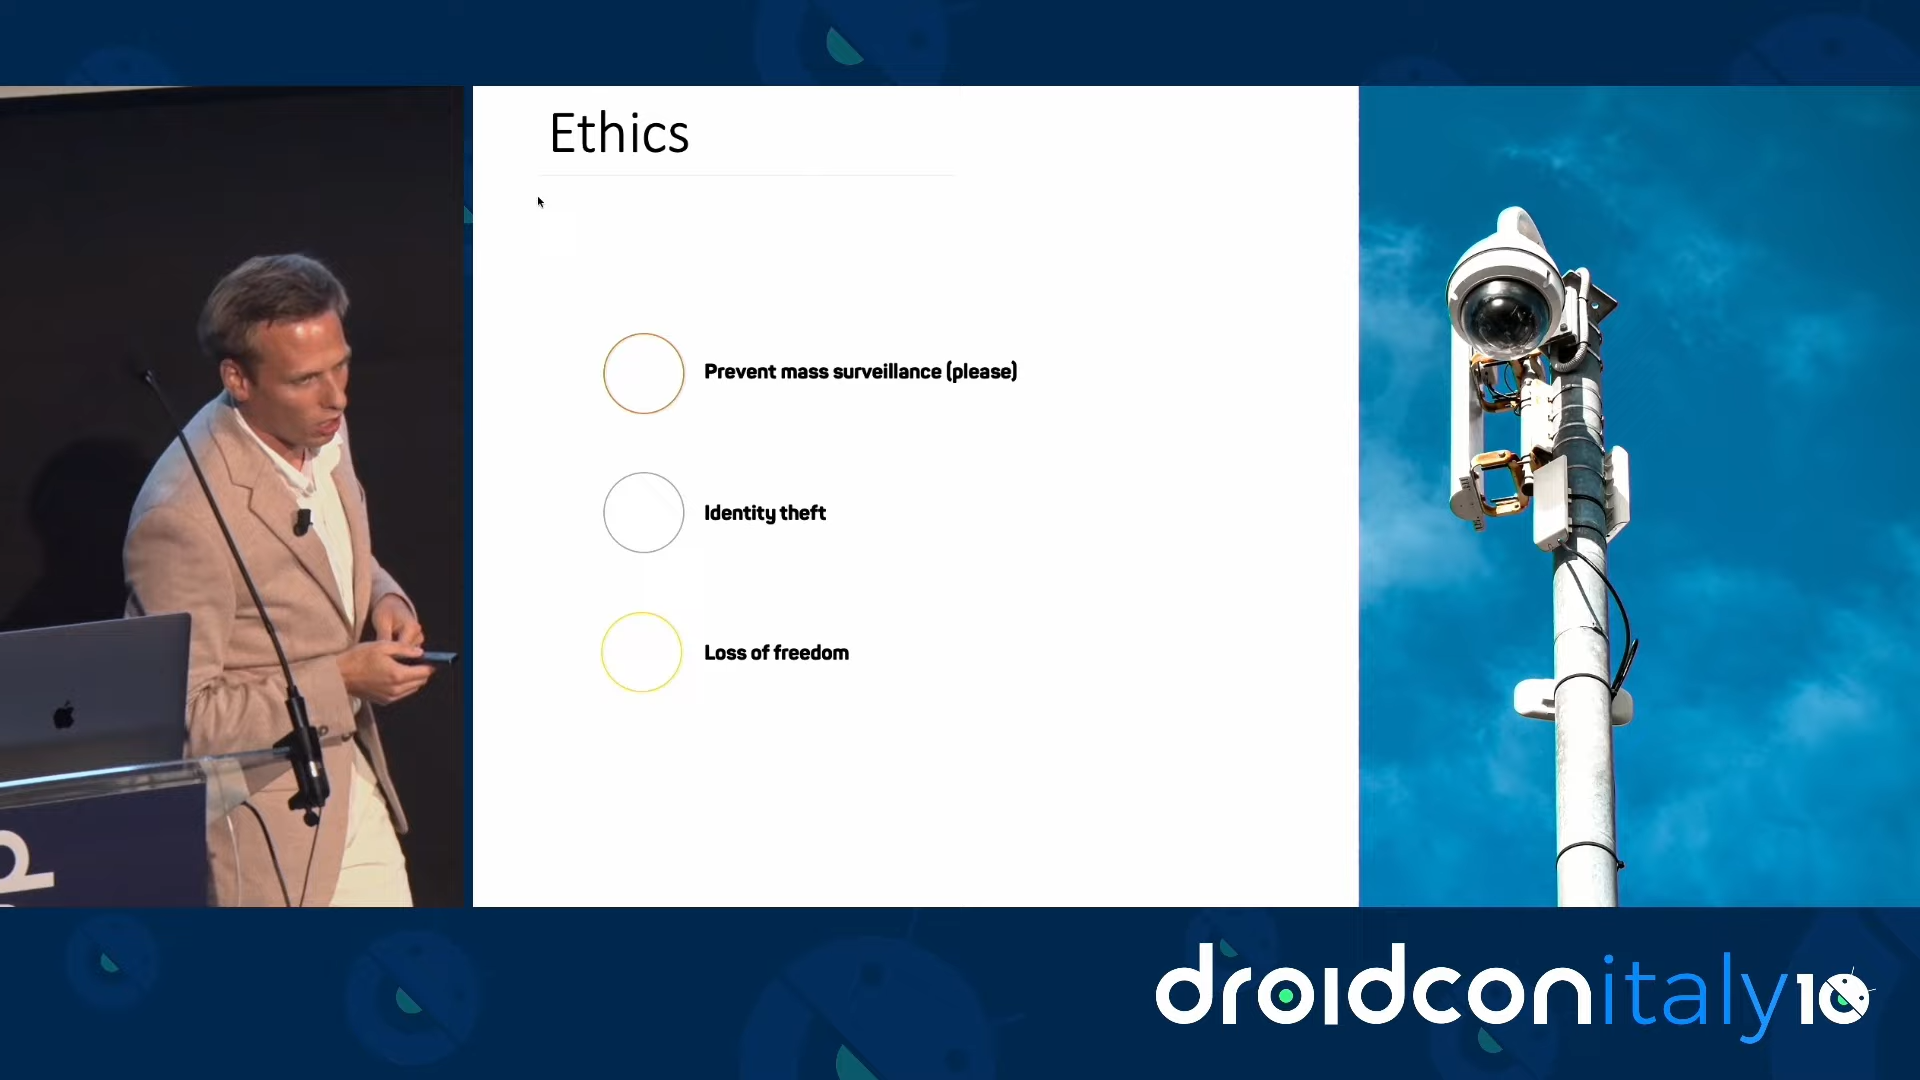 Ethics
Prevent mass surveillance (please)
Identity theft
Loss of freedom
droidconitaly10